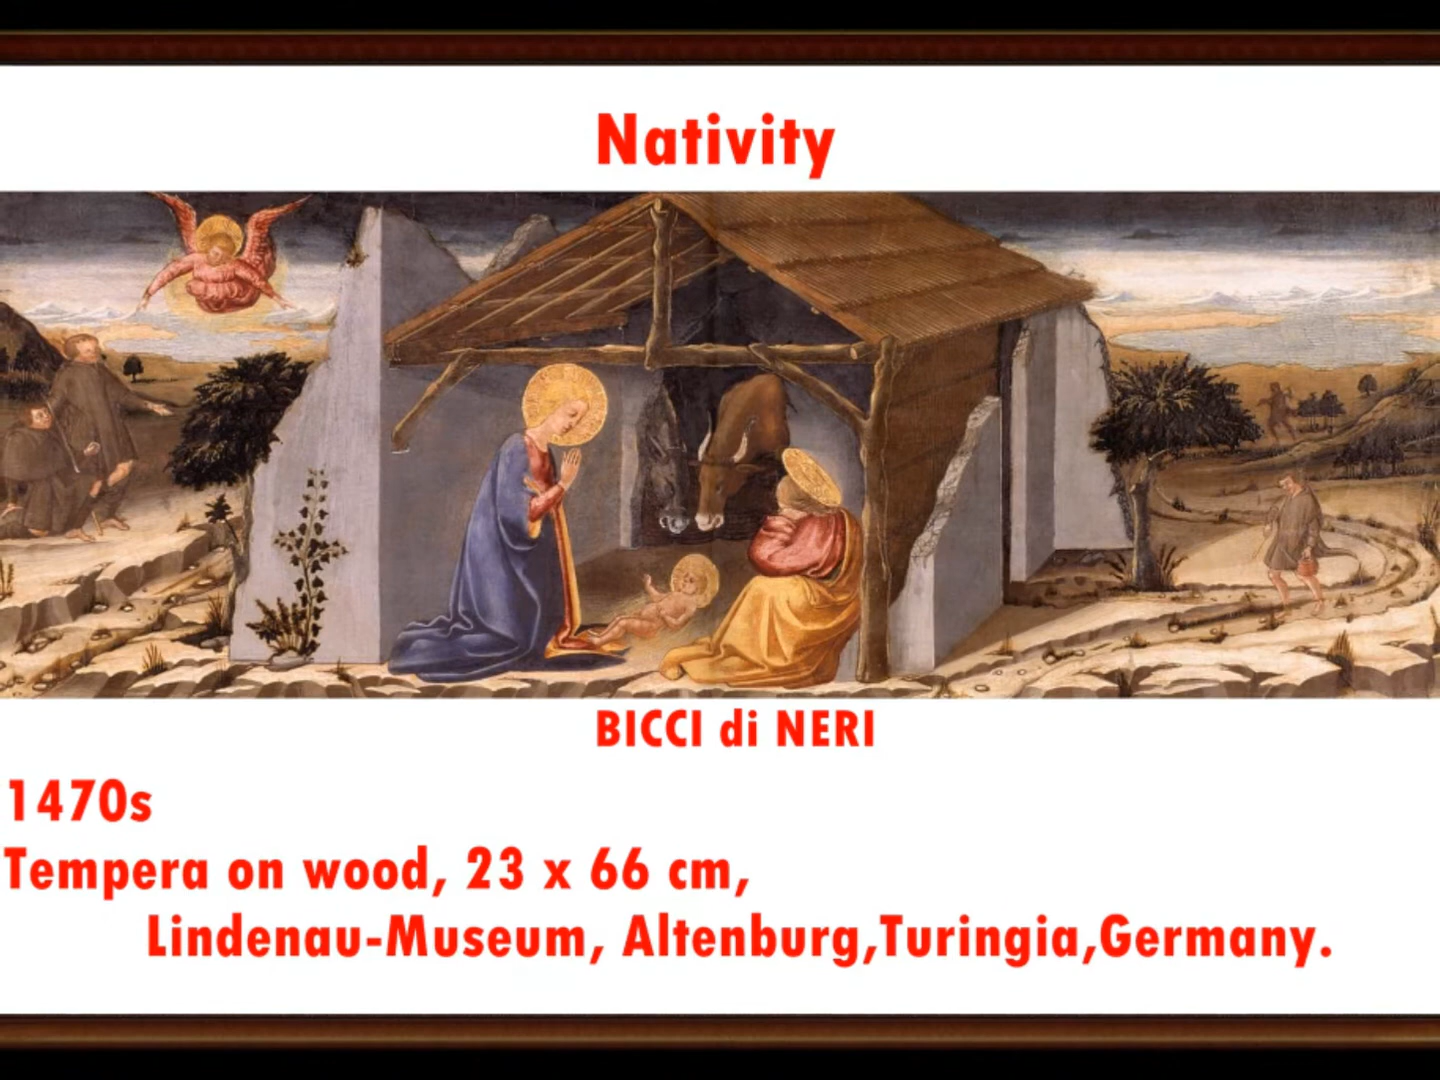 Nativity
BICCI di NERI
1470s
Tempera on wood, 23 x 66 cm,
Lindenau-Museum, Altenburg,Turingia,Germany.